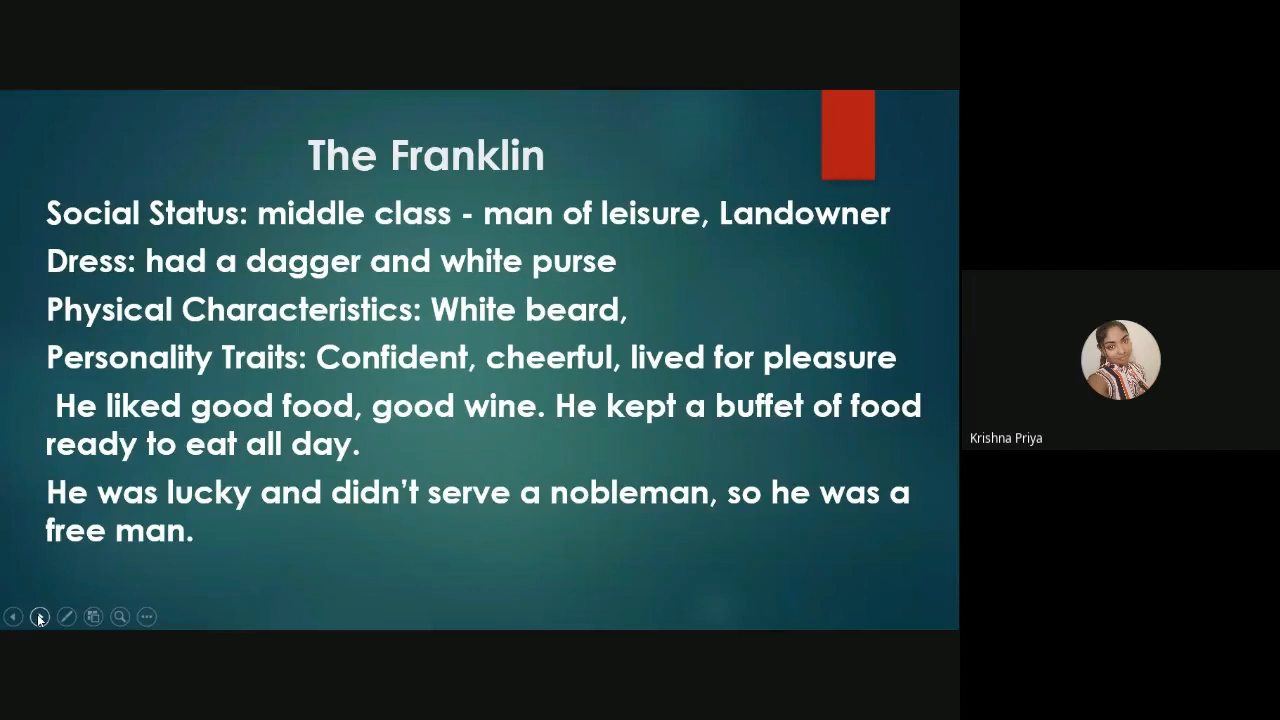 The Franklin
Social Status: middle class - man of leisure, Landowner
Dress: had a dagger and white purse
Physical Characteristics: White beard,
Personality Traits: Confident, cheerful, lived for pleasure
He liked good food, good wine. He kept a buffet of food
ready to eat all day.
He was lucky and didn't serve a nobleman, so he was a
free man.
Krishna Priya